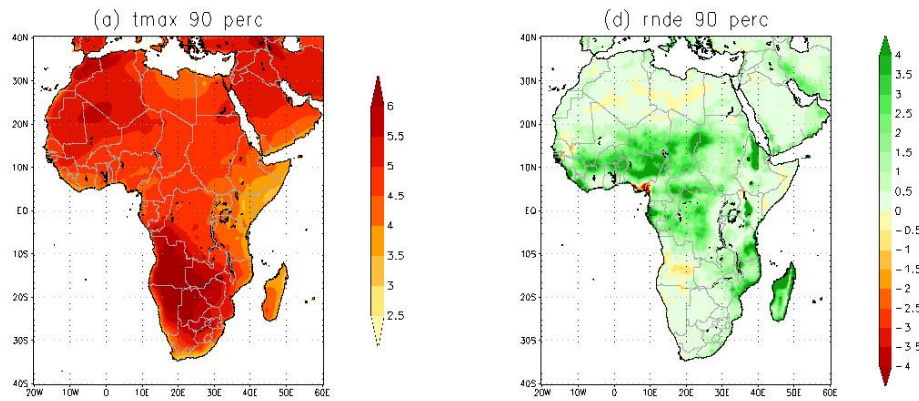 (a) tmax 90 perc
40N
30N
20N
10N
EQ
10S
20S
30S
40S
20W 10W 0 10E 20E 30E 40E 50E 60E
6
5.5
5
4.5
4
3.5
3
2.5
(d) rnde 90 perc
40N
30N
20N
10N
EQ
10S
20S
30S
40S
20W 10W 0 10E 20E 30E 40E 50E 60E
4
3.5
3
2.5
2
1.5
1
0.5
0
-0.5
-1
-1.5
-2
-2.5
-3
-3.5
-4